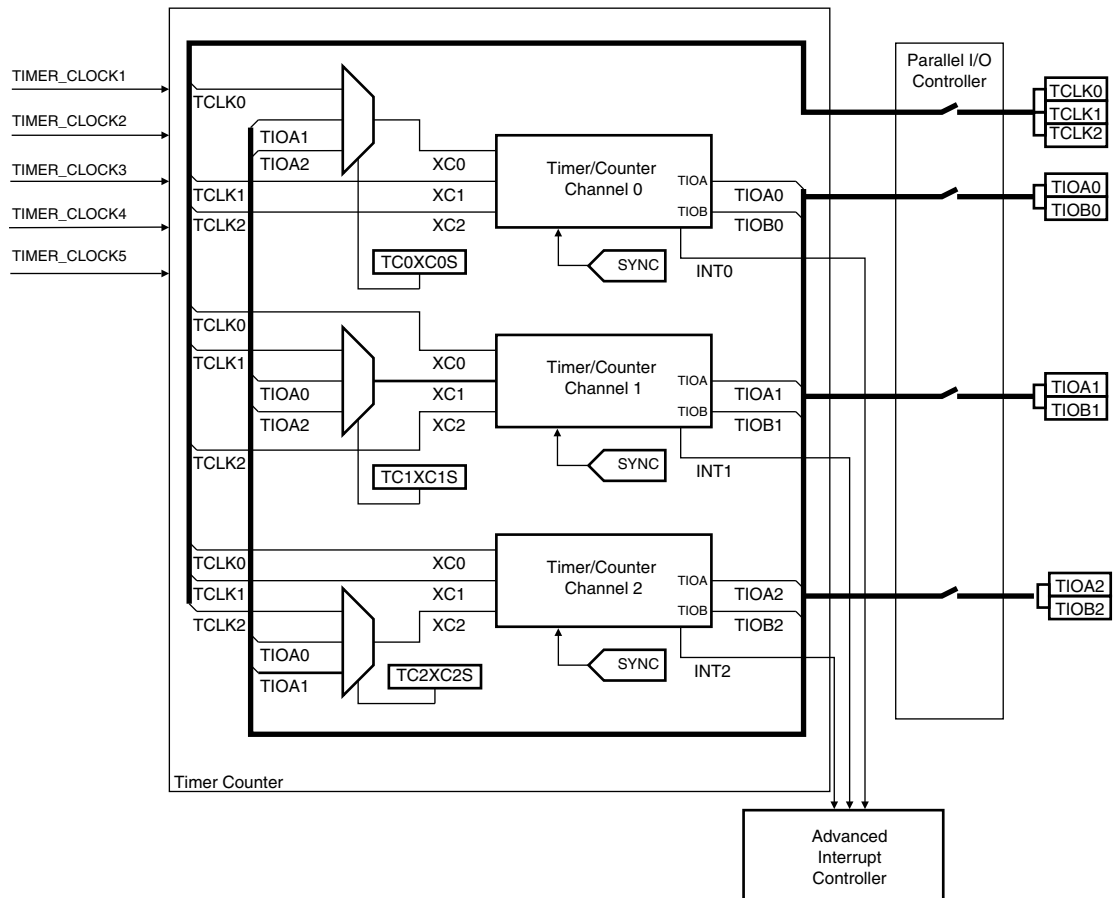 TIMER_CLOCK1
TIMER_CLOCK2
TIMER_CLOCK3
TIMER_CLOCK4
TIMER_CLOCK5
TCLK0
TIOA1
TIOA2
TCLK1
TCLK2
XC0
XC1
XC2
TC0XC0S
Timer/Counter
Channel 0
TIOA
TIOB
TIOA0
TIOB0
SYNC
INT0
TCLK0
TCLK1
TIOA0
TIOA2
TCLK2
XC0
XC1
XC2
TC1XC1S
Timer/Counter
Channel 1
TIOA
TIOB
TIOA1
TIOB1
SYNC
INT1
TCLK0
TCLK1
TCLK2
TIOA0
TIOA1
XC0
XC1
XC2
TC2XC2S
Timer/Counter
Channel 2
TIOA
TIOB
TIOA2
TIOB2
SYNC
INT2
Timer Counter
Parallel I/O
Controller
TCLK0
TCLK1
TCLK2
TIOA0
TIOB0
TIOA1
TIOB1
TIOA2
TIOB2
Advanced
Interrupt
Controller